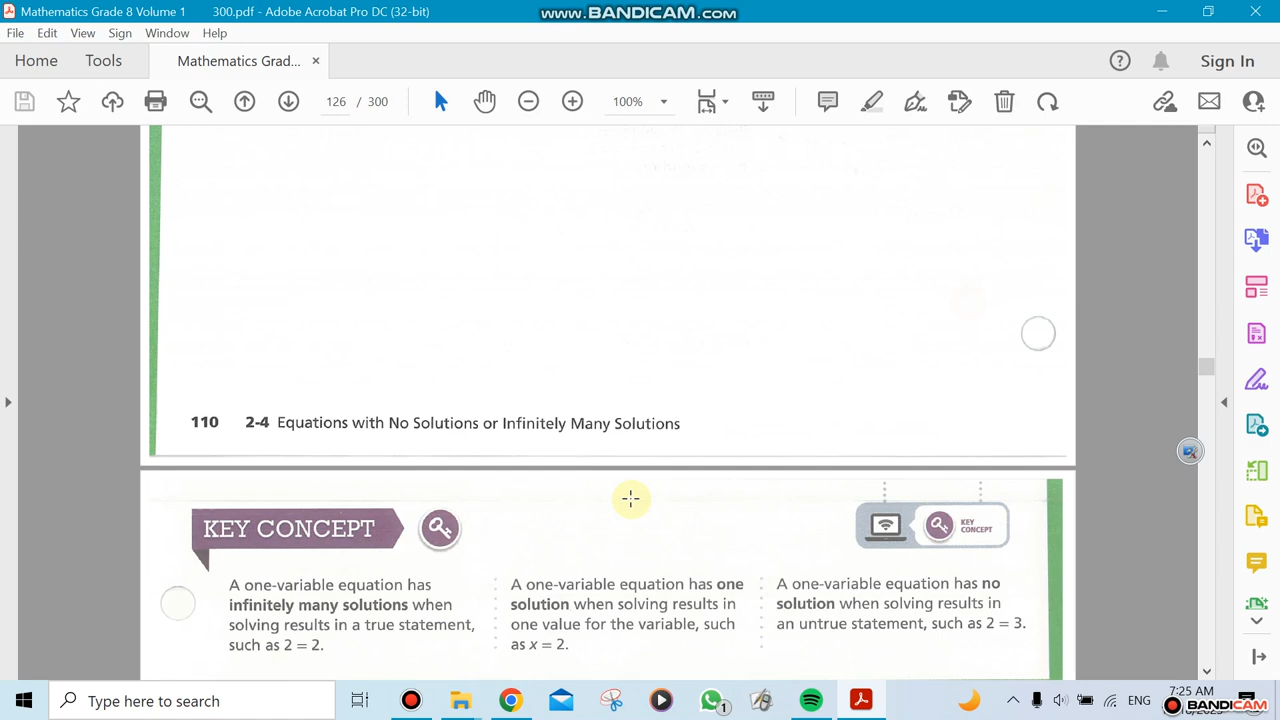 Mathematics Grade 8 Volume 1 300.pdf - Adobe Acrobat Pro DC (32-bit)
www.BANDICAM.com
File Edit View Sign Window Help
Home Tools Mathematics Grad... × Sign In
126 / 300 100%
110 2-4 Equations with No Solutions or Infinitely Many Solutions
KEY CONCEPT
KEY
CONCEPT
A one-variable equation has
infinitely many solutions when
solving results in a true statement,
such as 2 = 2.
A one-variable equation has one
solution when solving results in
one value for the variable, such
as x = 2.
A one-variable equation has no
solution when solving results in
an untrue statement, such as 2 = 3.
Type here to search
1
ENG
7:25 AM
BANDICAM